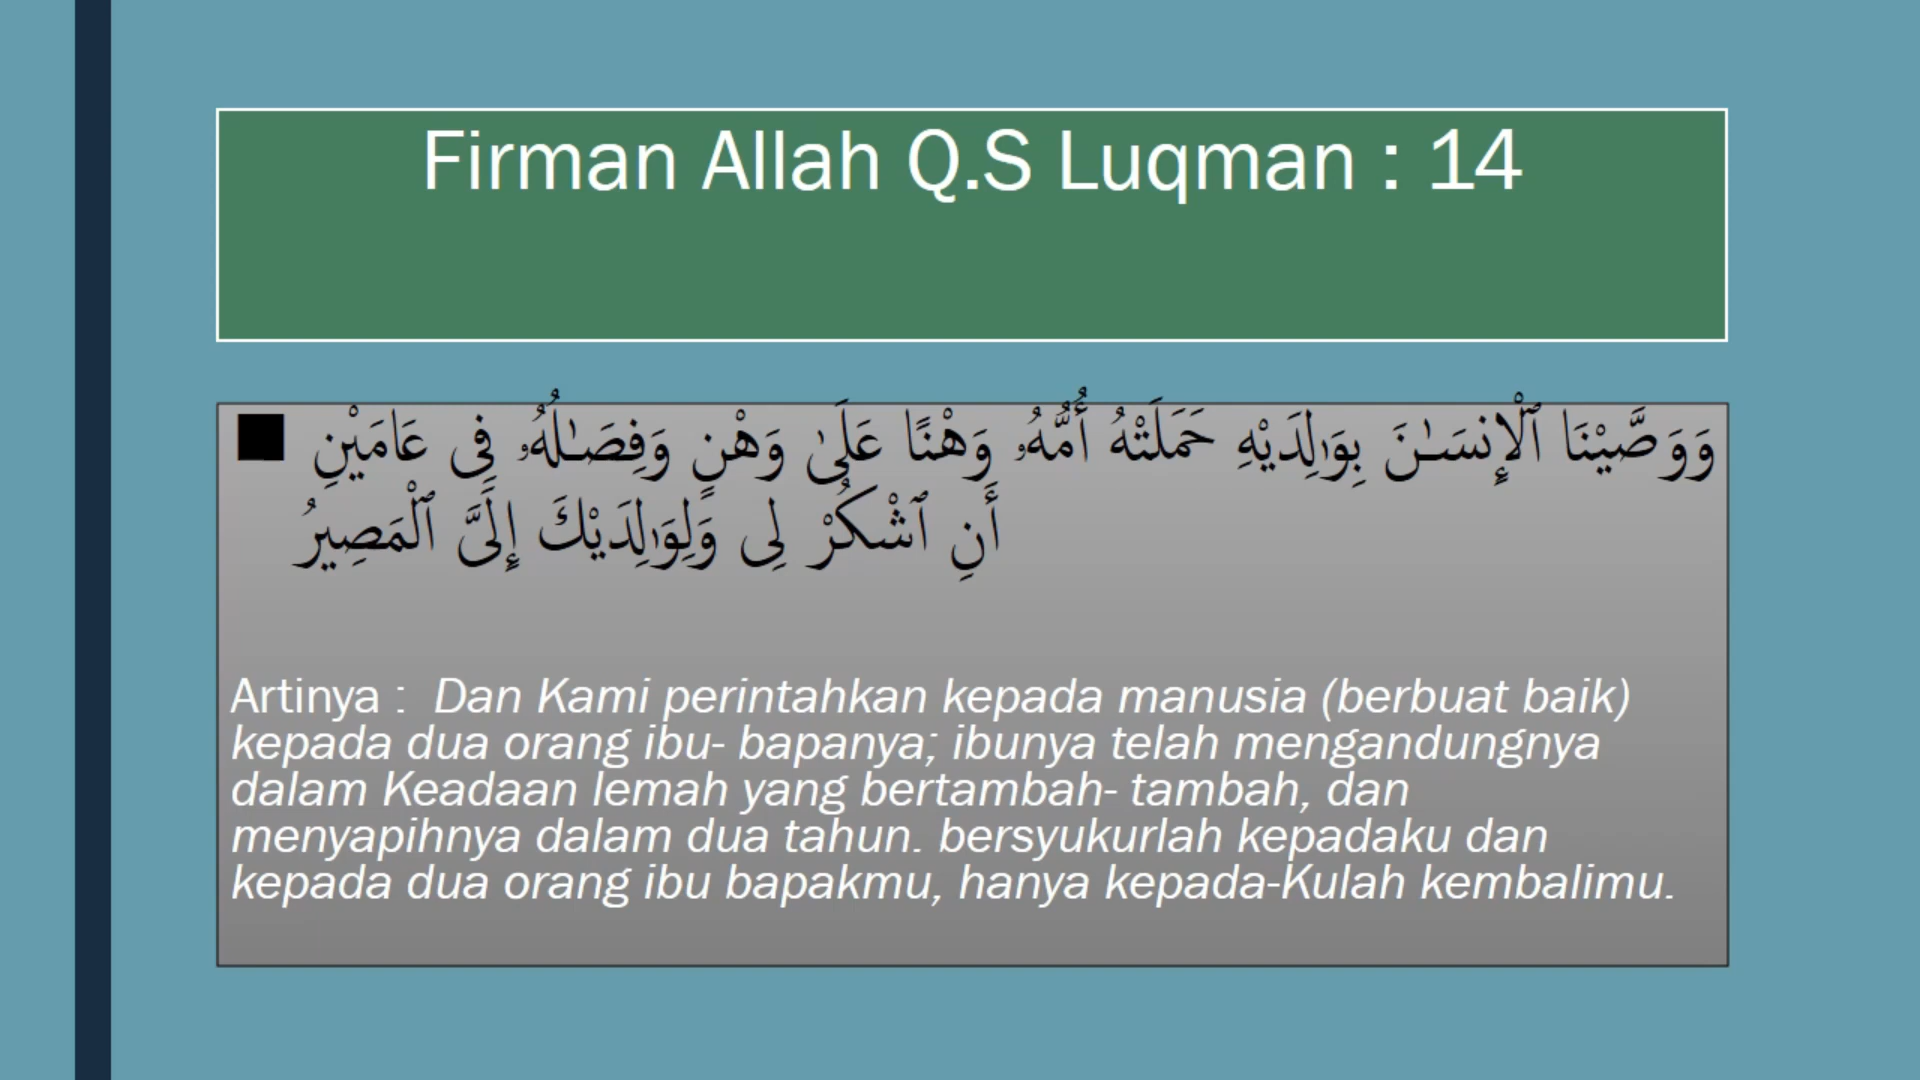 Firman Allah Q.S Luqman : 14
وَوَصَّيْنَا ٱلْإِنسَـٰنَ بِوَٰلِدَيْهِ حَمَلَتْهُ أُمُّهُۥ وَهْنًا عَلَىٰ وَهْنٍ وَفِصَـٰلُهُۥ فِى عَامَيْنِ
أَنِ ٱشْكُرْ لِى وَلِوَٰلِدَيْكَ إِلَىَّ ٱلْمَصِيرُ
Artinya : Dan Kami perintahkan kepada manusia (berbuat baik)
kepada dua orang ibu- bapanya; ibunya telah mengandungnya
dalam Keadaan lemah yang bertambah- tambah, dan
menyapihnya dalam dua tahun. bersyukurlah kepadaku dan
kepada dua orang ibu bapakmu, hanya kepada-Kulah kembalimu.